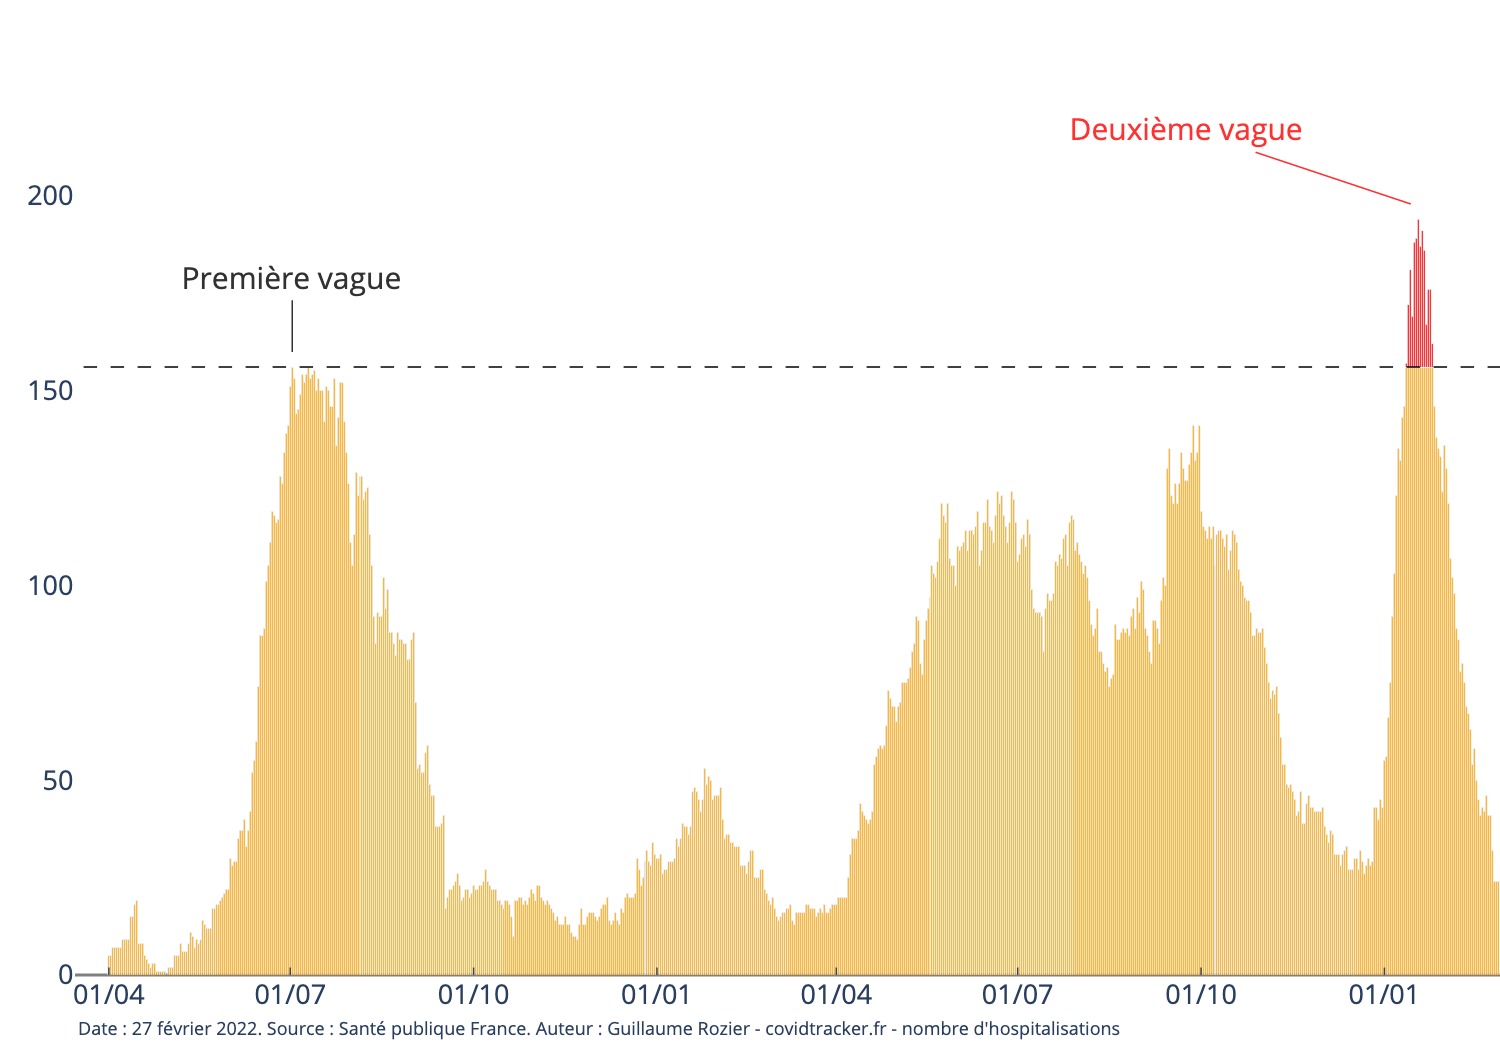 Deuxième vague
200
Première vague
150
100
50
0
01/04 01/07 01/10 01/01 01/04 01/07 01/10 01/01
Date : 27 février 2022. Source : Santé publique France. Auteur : Guillaume Rozier - covidtracker.fr - nombre d'hospitalisations